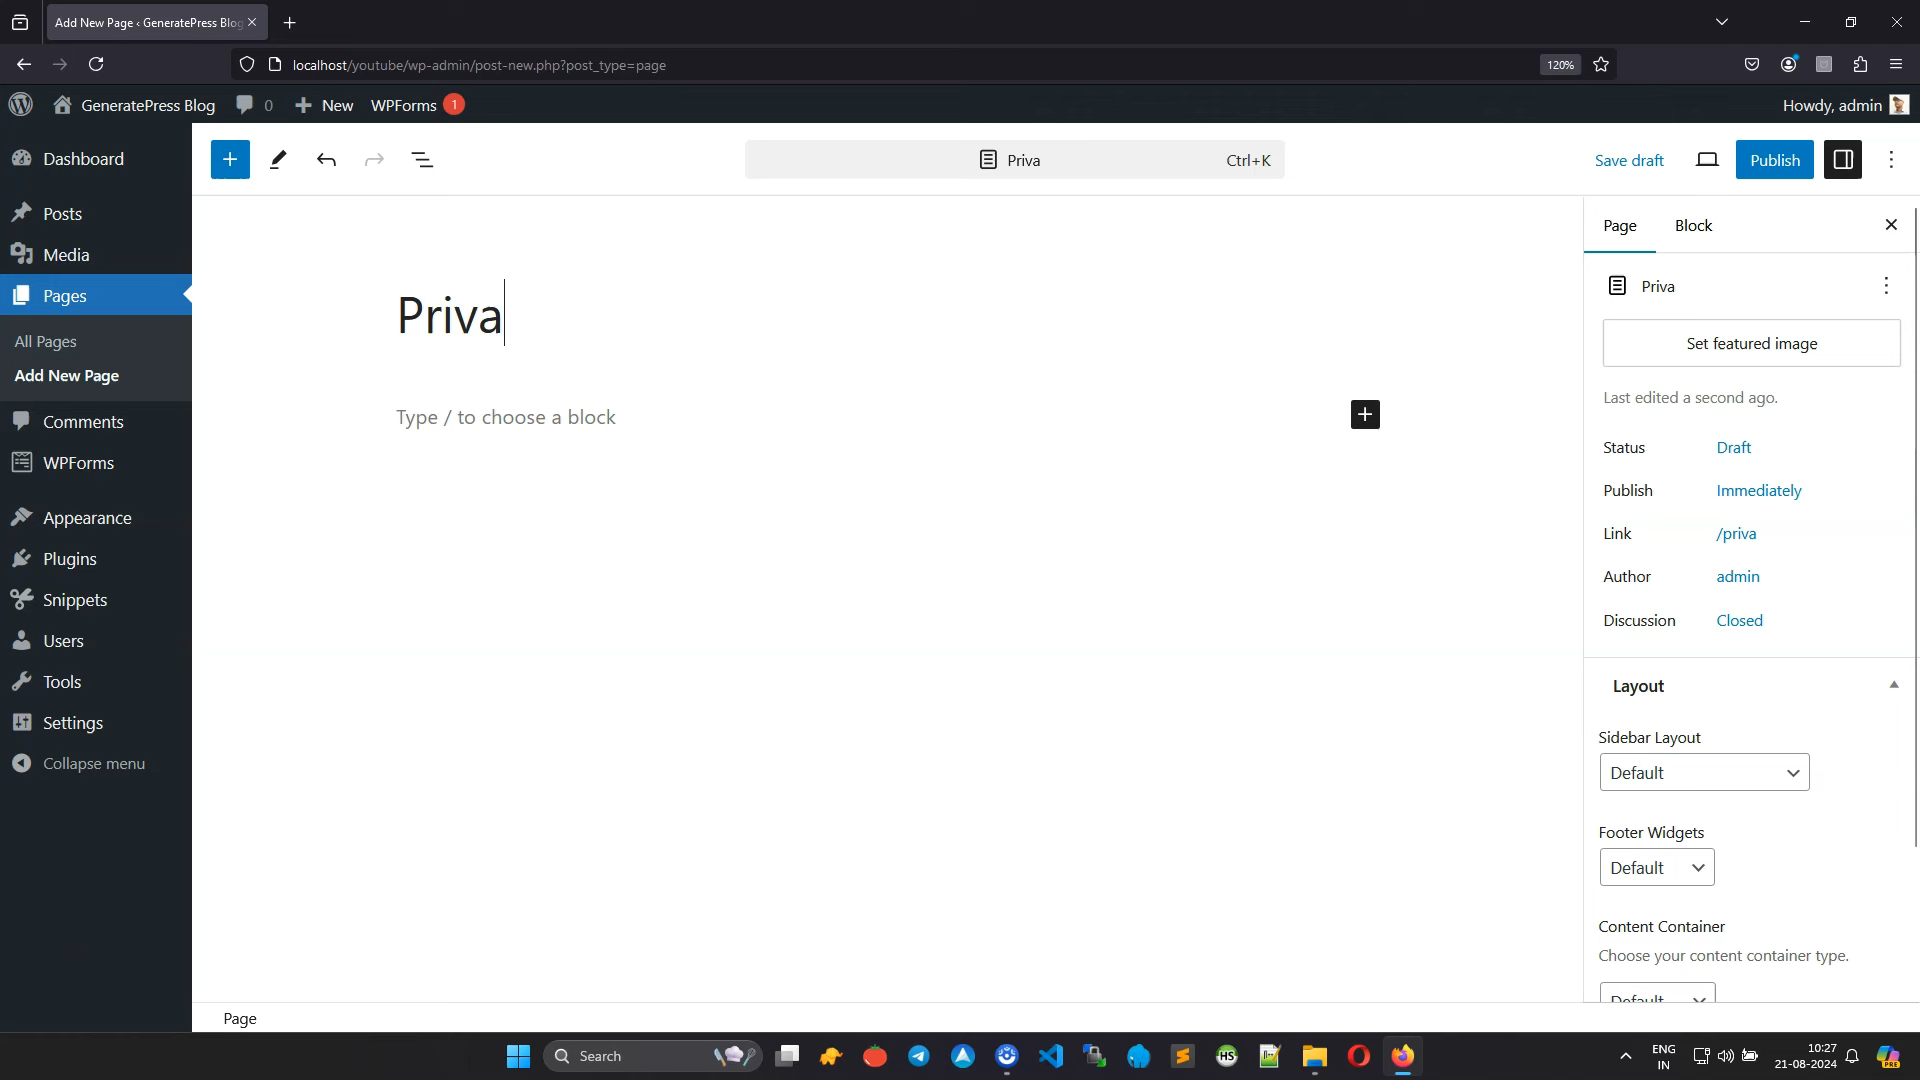 Add New Page ‹ GeneratePress Blog
localhost/youtube/wp-admin/post-new.php?post_type=page
120%
GeneratePress Blog
0
New
WPForms
1
Howdy, admin
Dashboard
Posts
Media
Pages
All Pages
Add New Page
Comments
WPForms
Appearance
Plugins
Snippets
Users
Tools
Settings
Collapse menu
Priva
Ctrl+K
Save draft
Publish
Priva
Type / to choose a block
Page
Block
Priva
Set featured image
Last edited a second ago.
Status
Draft
Publish
Immediately
Link
/priva
Author
admin
Discussion
Closed
Layout
Sidebar Layout
Default
Footer Widgets
Default
Content Container
Choose your content container type.
Default
Page
Search
HS
ENG
IN
10:27
21-08-2024
PRE